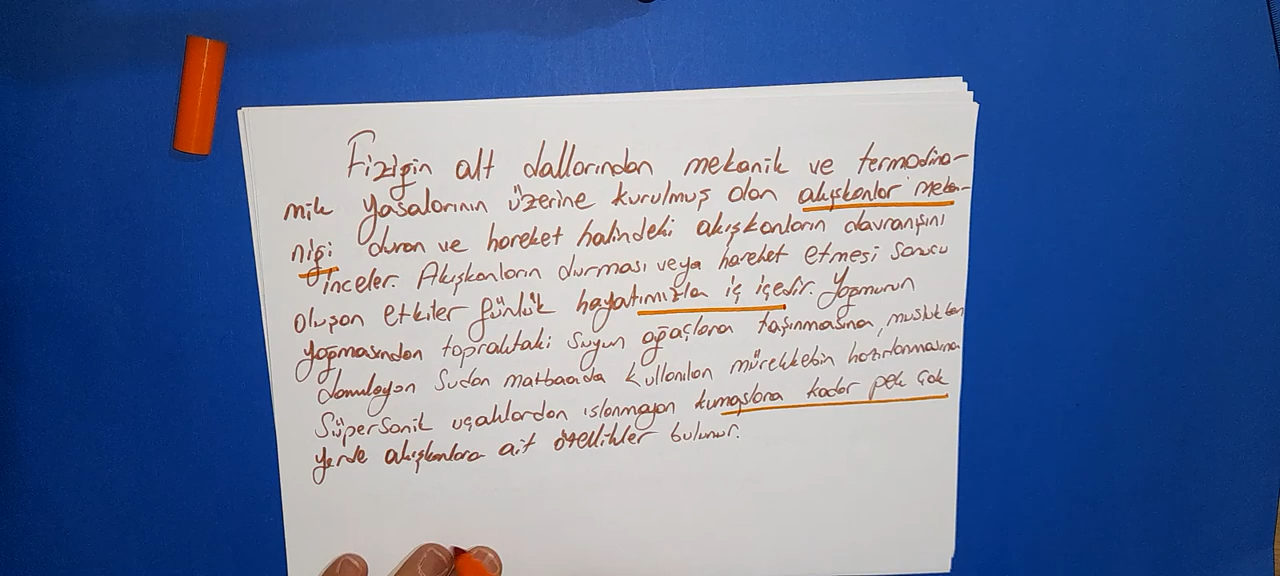 Fiziğin alt dallarından mekanik ve termodina-
mik yasalarının üzerine kurulmuş olan akışkanlar meka-
niği duran ve hareket halindeki akışkanların davranışını
inceler. Akışkanların durması veya hareket etmesi sonucu
oluşan etkiler günlük hayatımızla iç içedir. Yağmurun
yağmasından topraktaki suyun ağaçlara taşınmasına, musluktan
damlayan sudan matbaada kullanılan mürekkebin hazırlanmasına
süpersonik uçaklardan ıslanmayan kumaşlara kadar pek çok
yerde akışkanlara ait özellikler bulunur.